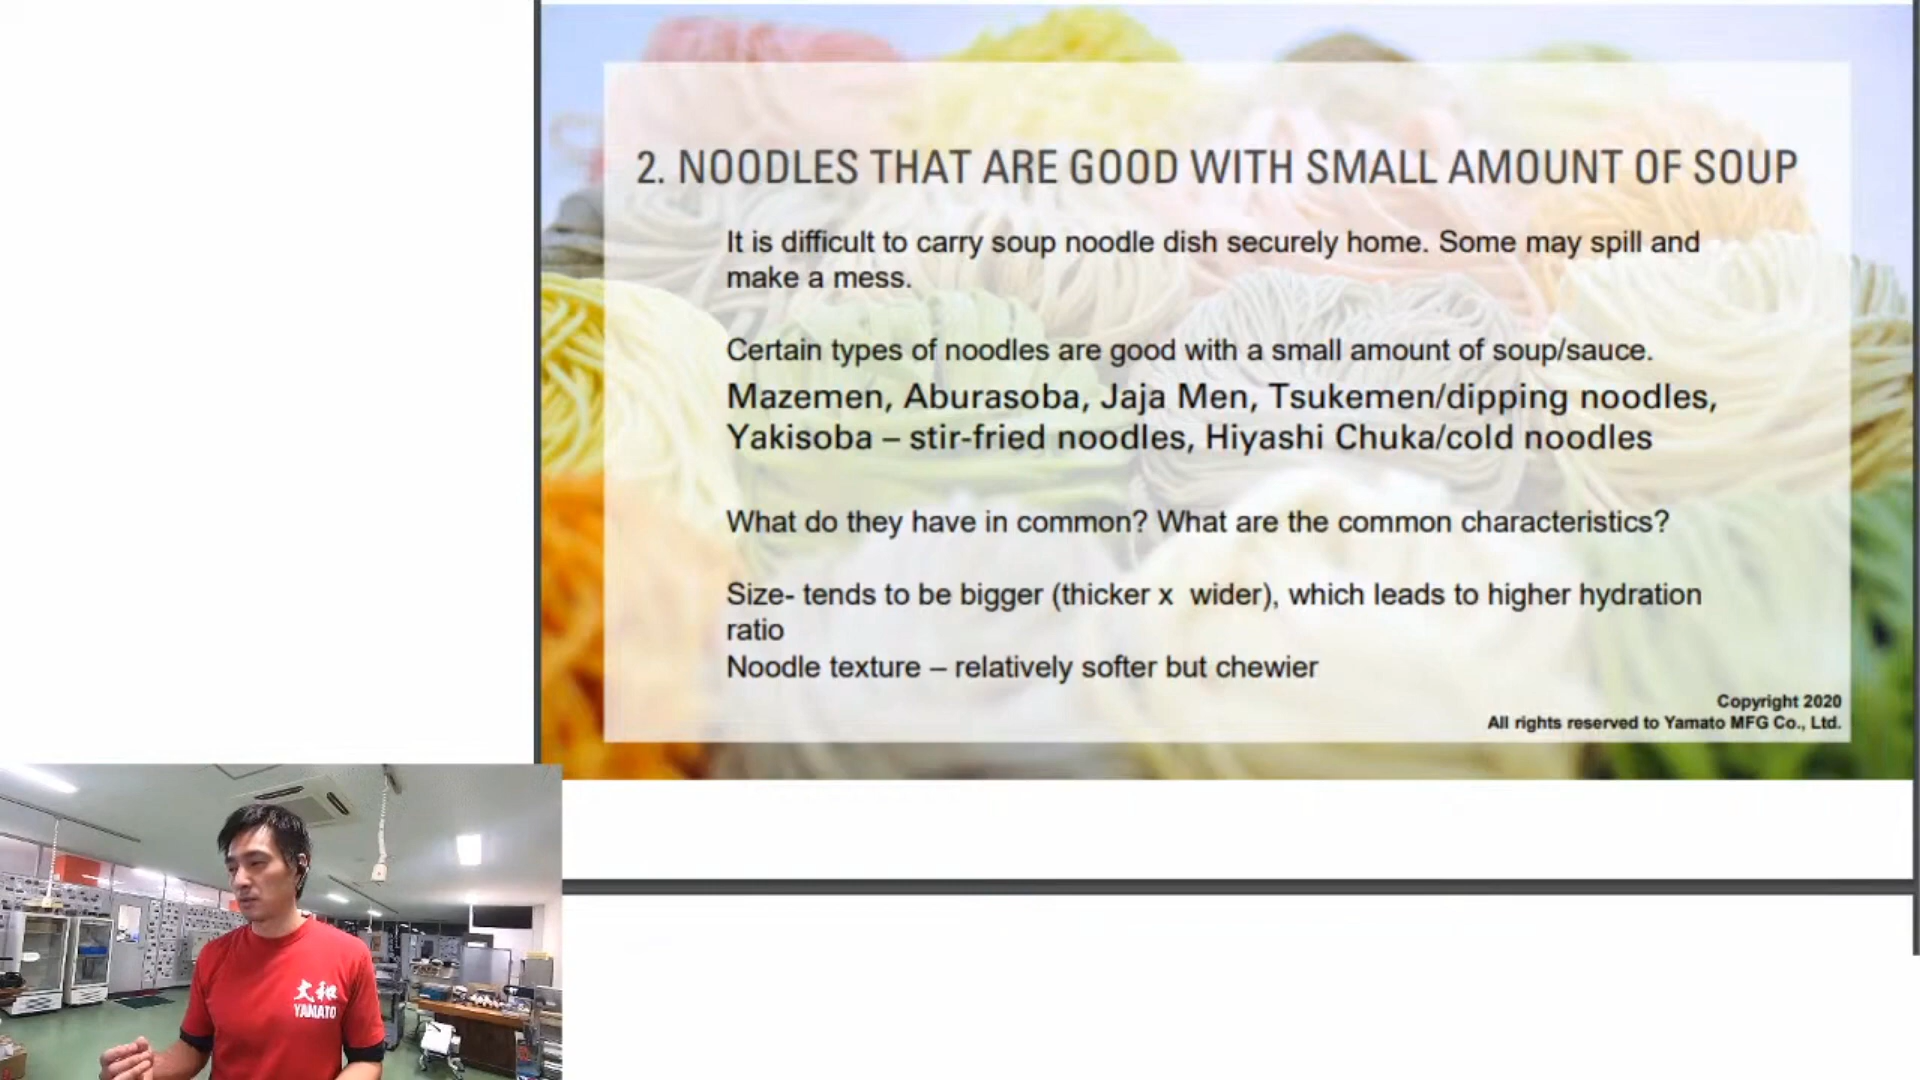 2. NOODLES THAT ARE GOOD WITH SMALL AMOUNT OF SOUP
It is difficult to carry soup noodle dish securely home. Some may spill and
make a mess.
Certain types of noodles are good with a small amount of soup/sauce.
Mazemen, Aburasoba, Jaja Men, Tsukemen/dipping noodles,
Yakisoba – stir-fried noodles, Hiyashi Chuka/cold noodles
What do they have in common? What are the common characteristics?
Size- tends to be bigger (thicker x  wider), which leads to higher hydration
ratio
Noodle texture – relatively softer but chewier
Copyright 2020
All rights reserved to Yamato MFG Co., Ltd.
大和
YAMATO